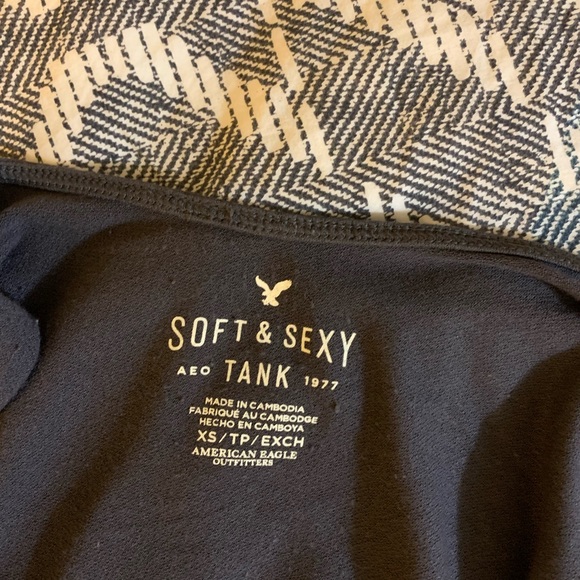 SOFT & SEXY
AEO TANK 1977
MADE IN CAMBODIA
FABRIQUÉ AU CAMBODGE
HECHO EN CAMBOYA
XS/TP/EXCH
AMERICAN EAGLE
OUTFITTERS